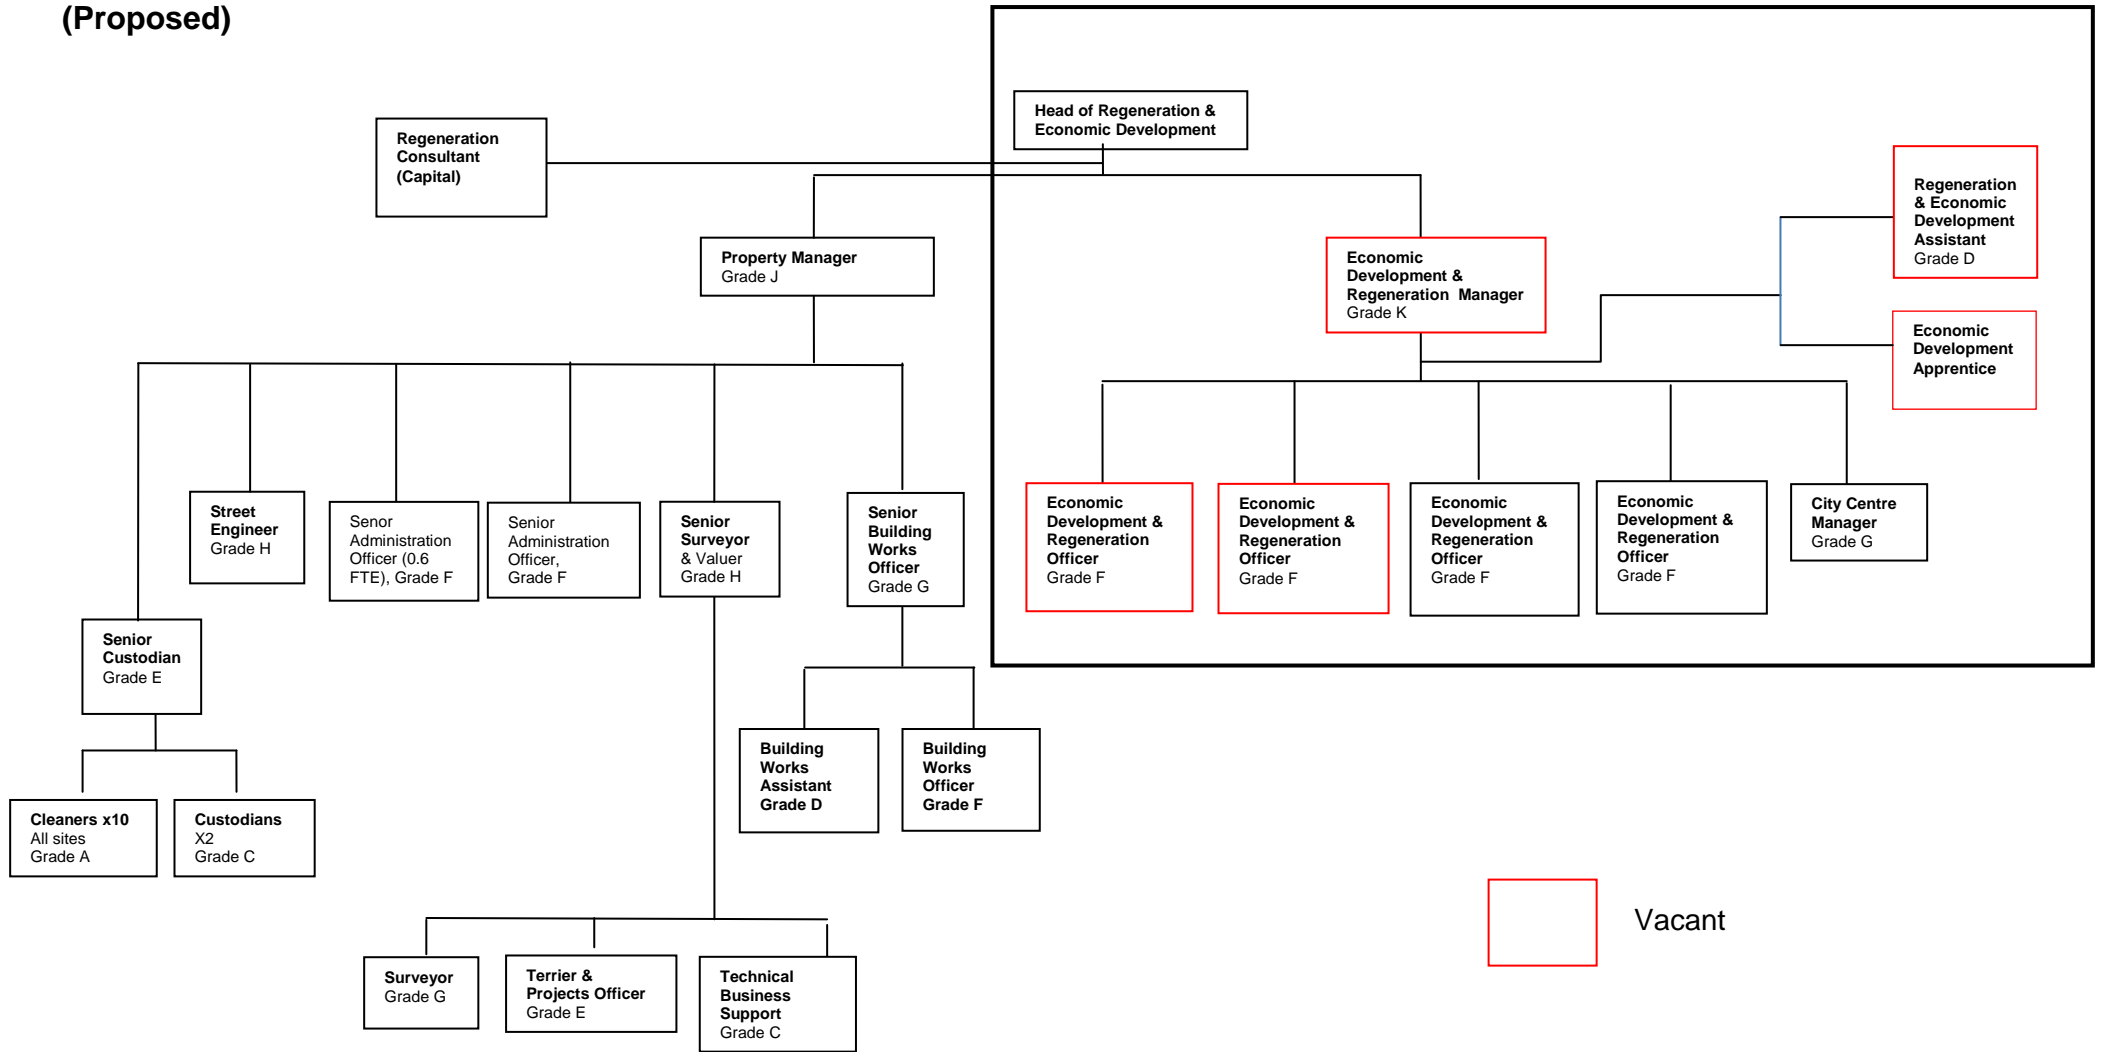 (Proposed)
Head of Regeneration &
Economic Development
Regeneration
Consultant
(Capital)
Regeneration
& Economic
Development
Assistant
Grade D
Property Manager
Grade J
Economic
Development &
Regeneration Manager
Grade K
Economic
Development
Apprentice
Street
Engineer
Grade H
Senor
Administration
Officer (0.6
FTE), Grade F
Senior
Administration
Officer,
Grade F
Senior
Surveyor
& Valuer
Grade H
Senior
Building
Works
Officer
Grade G
Economic
Development &
Regeneration
Officer
Grade F
Economic
Development &
Regeneration
Officer
Grade F
Economic
Development &
Regeneration
Officer
Grade F
Economic
Development &
Regeneration
Officer
Grade F
City Centre
Manager
Grade G
Senior
Custodian
Grade E
Building
Works
Assistant
Grade D
Building
Works
Officer
Grade F
Cleaners x10
All sites
Grade A
Custodians
X2
Grade C
Vacant
Surveyor
Grade G
Terrier &
Projects Officer
Grade E
Technical
Business
Support
Grade C